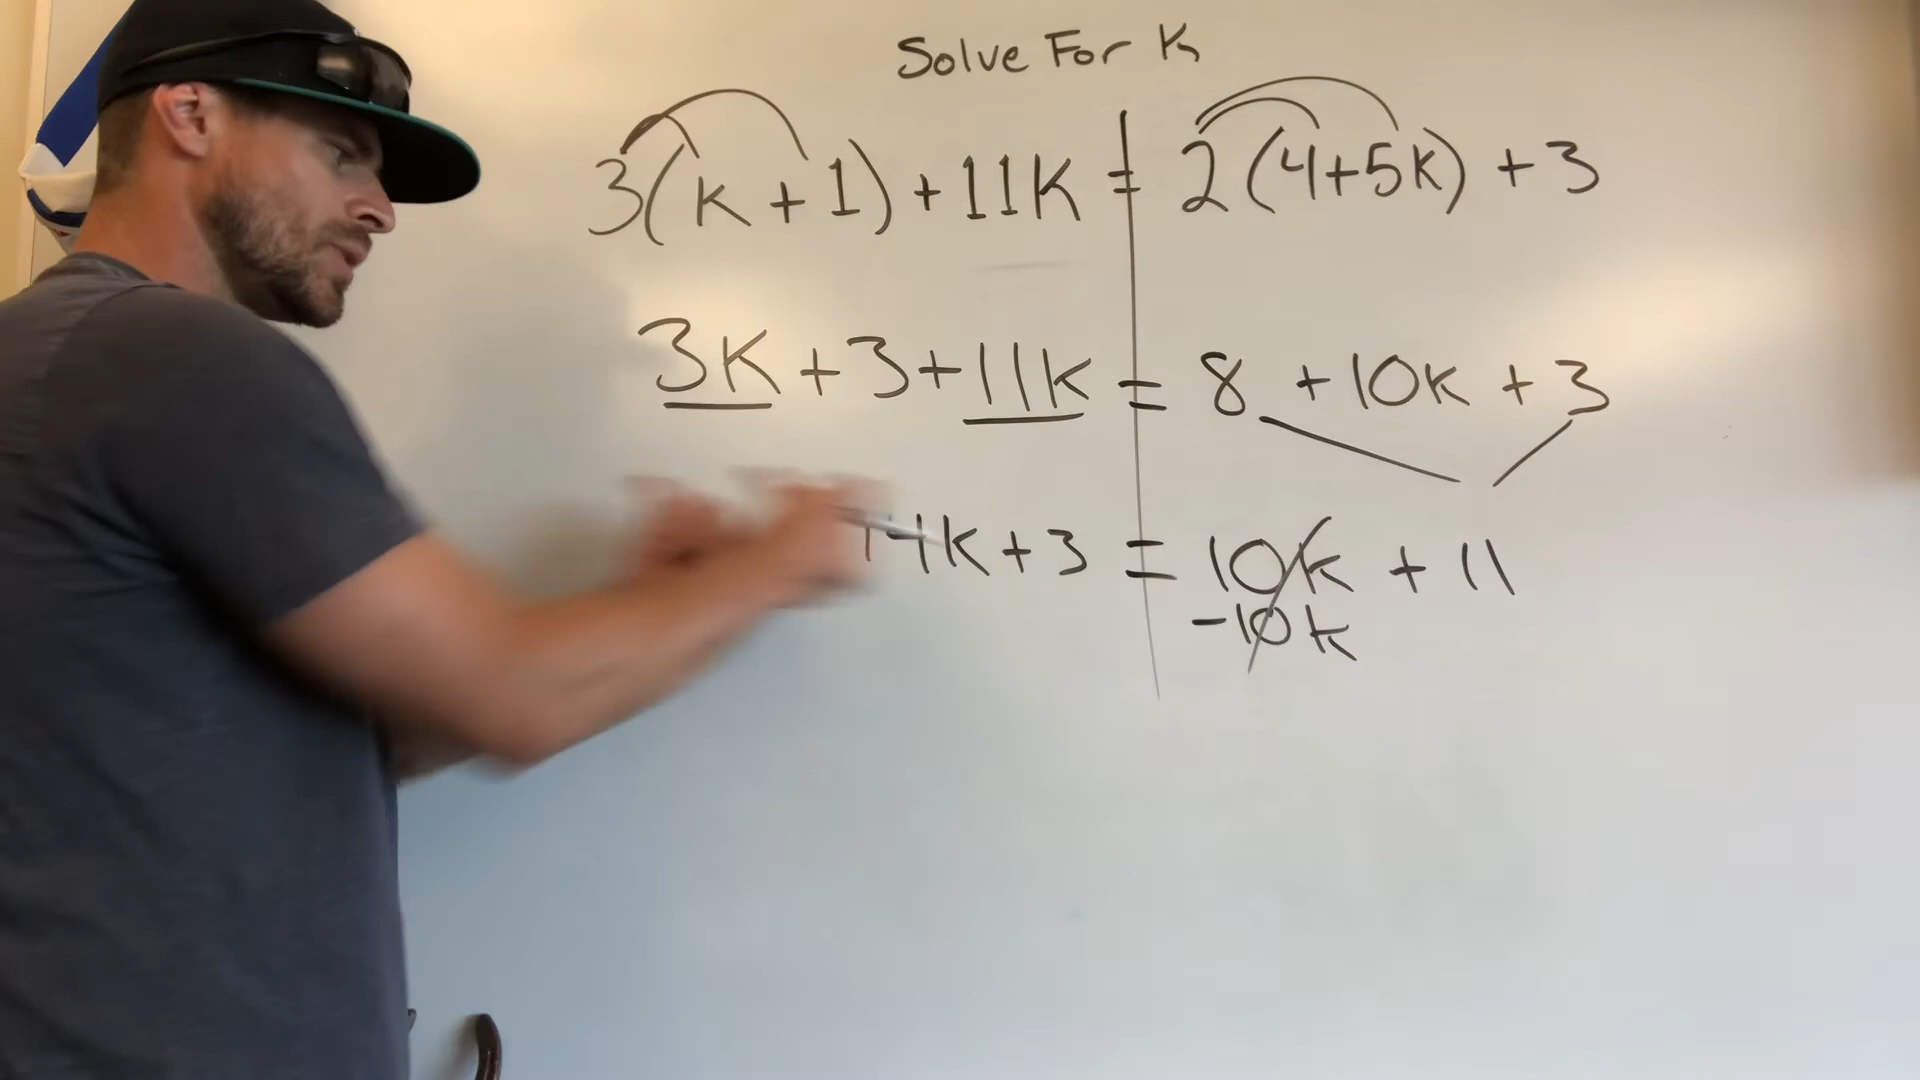 Solve For K
3(k+1)+11k = 2(4+5k)+3
3k+3+11k = 8+10k+3
14k+3 = 10k+11
-10k